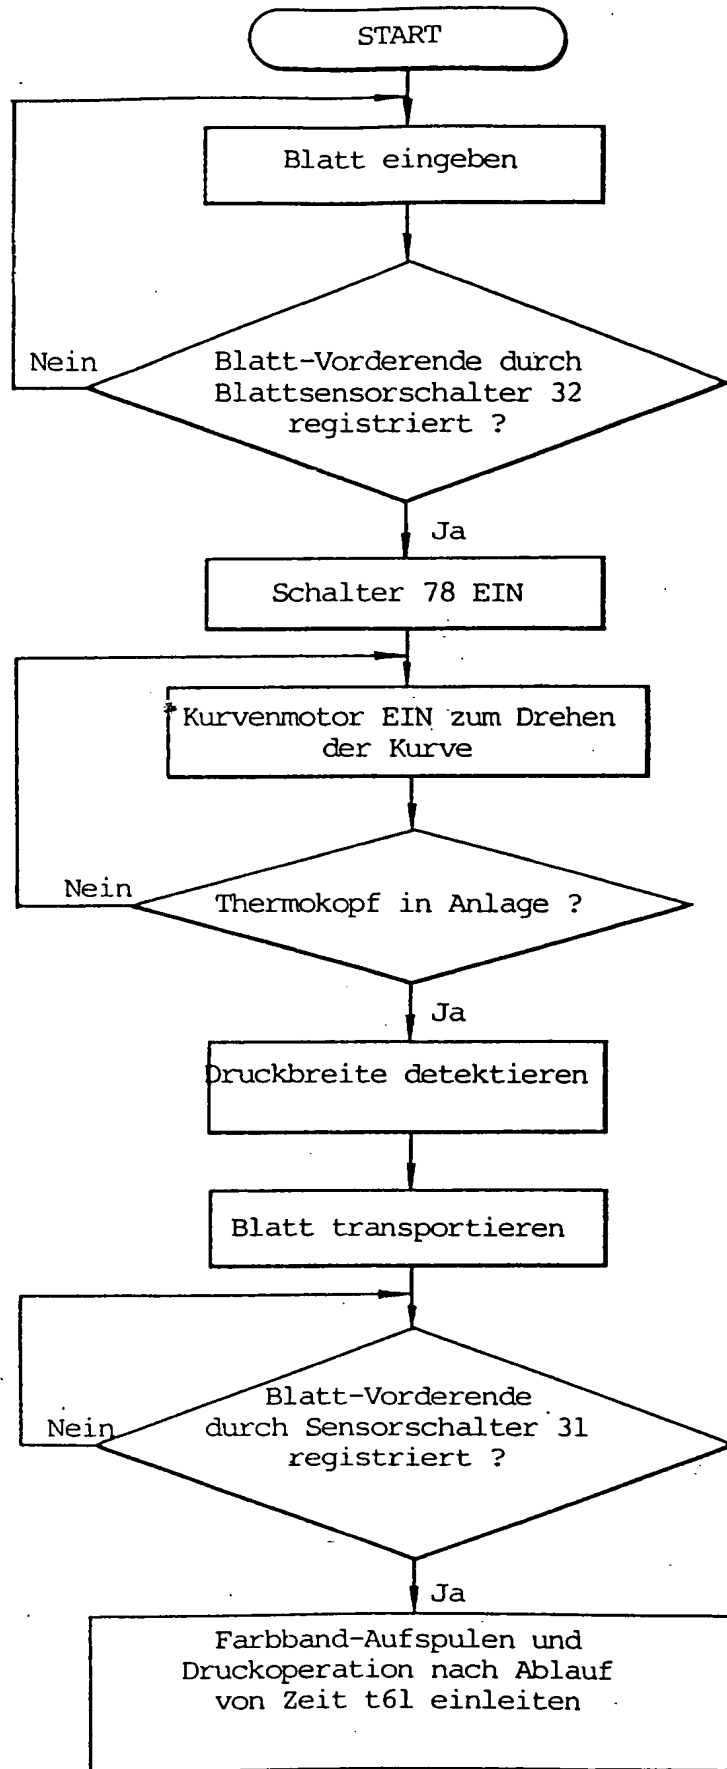 START
Blatt eingeben
Nein
Blatt-Vorderende durch
Blattsensorschalter 32
registriert ?
Ja
Schalter 78 EIN
Kurvenmotor EIN zum Drehen
der Kurve
Nein
Thermokopf in Anlage ?
Ja
Druckbreite detektieren
Blatt transportieren
Blatt-Vorderende
Nein
durch Sensorschalter 31
registriert ?
Ja
Farbband-Aufspulen und
Druckoperation nach Ablauf
von Zeit t61 einleiten